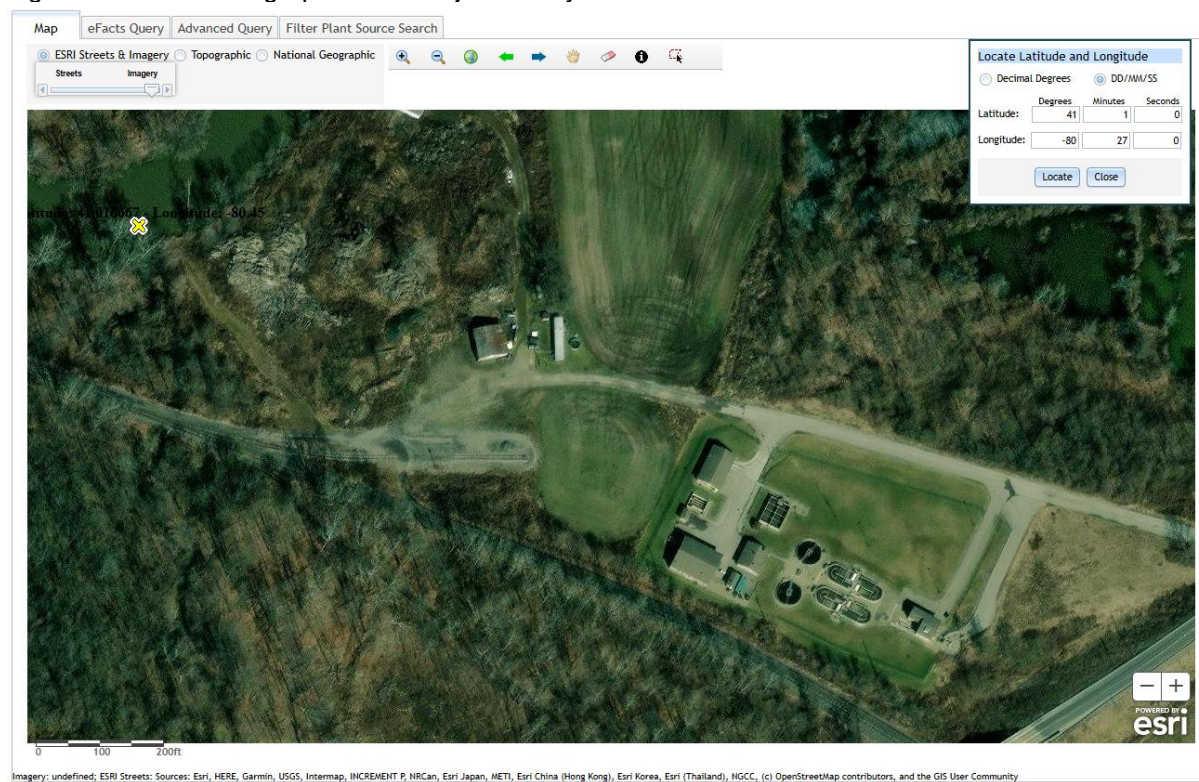 Map eFacts Query Advanced Query Filter Plant Source Search
ESRI Streets & Imagery Topographic National Geographic
Streets Imagery
Locate Latitude and Longitude
Decimal Degrees DD/MM/SS
Degrees Minutes Seconds
Latitude: 41 1 0
Longitude: -80 27 0
Locate Close
Longitude: -80.45
POWERED BY
esri
0 100 200ft
Imagery: undefined; ESRI Streets: Sources: Esri, HERE, Garmin, USGS, Intermap, INCREMENT P, NRCan, Esri Japan, METI, Esri China (Hong Kong), Esri Korea, Esri (Thailand), NGCC, (c) OpenStreetMap contributors, and the GIS User Community